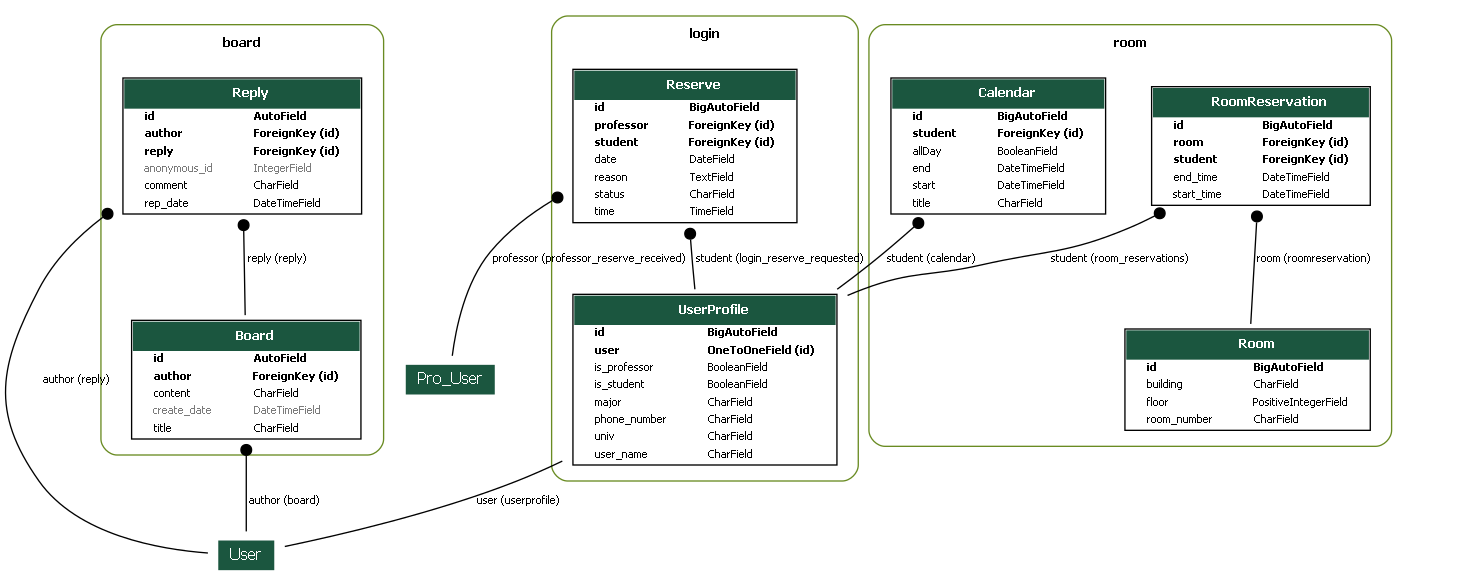 board
Reply
id AutoField
author ForeignKey (id)
reply ForeignKey (id)
anonymous_id IntegerField
comment CharField
rep_date DateTimeField
reply (reply)
author (reply)
Board
id AutoField
author ForeignKey (id)
content CharField
create_date DateTimeField
title CharField
author (board)
User
login
Reserve
id BigAutoField
professor ForeignKey (id)
student ForeignKey (id)
date DateField
reason TextField
status CharField
time TimeField
professor (professor_reserve_received)
student (login_reserve_requested)
Pro_User
UserProfile
id BigAutoField
user OneToOneField (id)
is_professor BooleanField
is_student BooleanField
major CharField
phone_number CharField
univ CharField
user_name CharField
user (userprofile)
room
Calendar
id BigAutoField
student ForeignKey (id)
allDay BooleanField
end DateTimeField
start DateTimeField
title CharField
student (calendar)
RoomReservation
id BigAutoField
room ForeignKey (id)
student ForeignKey (id)
end_time DateTimeField
start_time DateTimeField
student (room_reservations)
room (roomreservation)
Room
id BigAutoField
building CharField
floor PositiveIntegerField
room_number CharField